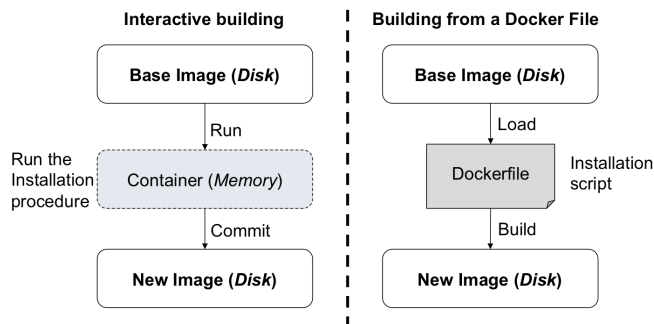 Interactive building
Base Image (Disk)
Run
Run the
Installation
procedure
Container (Memory)
Commit
New Image (Disk)
Building from a Docker File
Base Image (Disk)
Load
Dockerfile
Installation
script
Build
New Image (Disk)